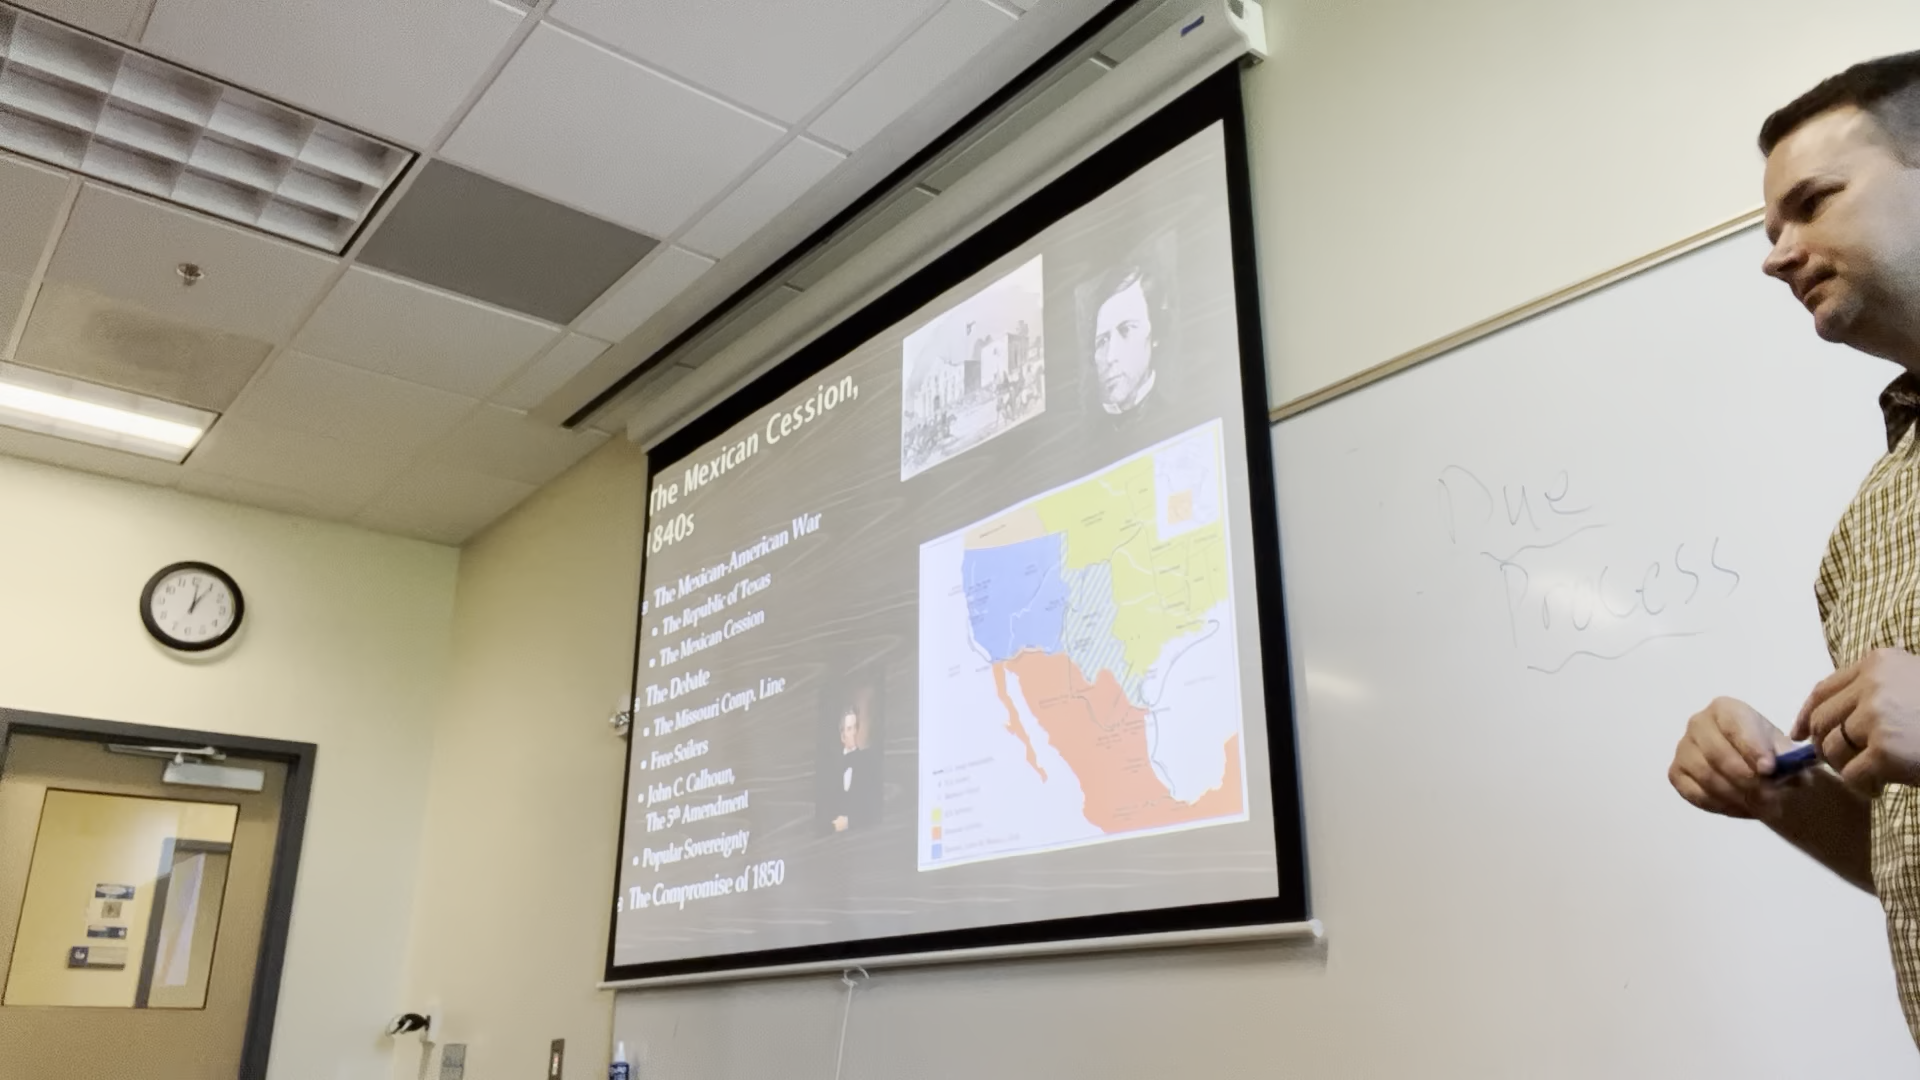 The Mexican Cession,
1840s
The Mexican-American War
• The Republic of Texas
• The Mexican Cession
The Debate
• The Missouri Comp. Line
• Free Soilers
• John C. Calhoun,
The 5th Amendment
• Popular Sovereignty
The Compromise of 1850
Due
Process